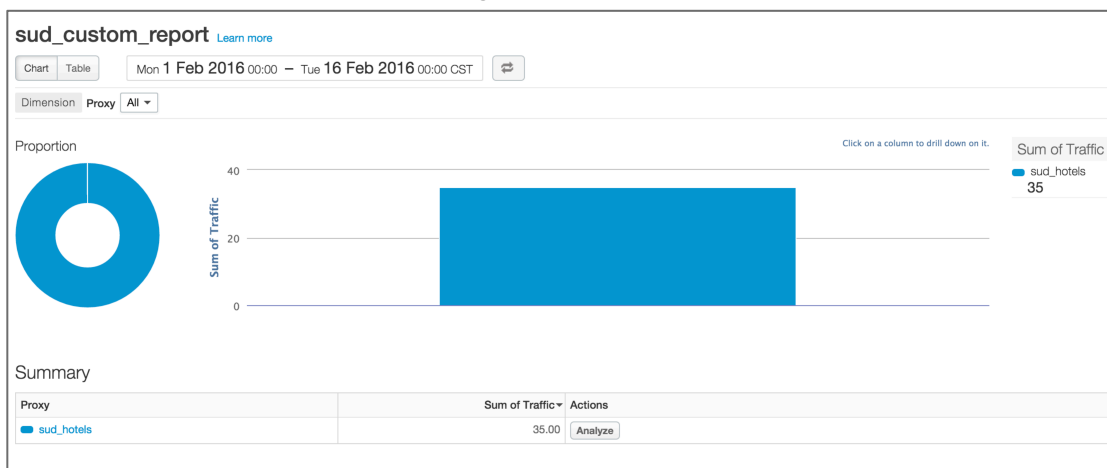 sud_custom_report Learn more
Chart Table Mon 1 Feb 2016 00:00 – Tue 16 Feb 2016 00:00 CST
Dimension Proxy All
Proportion
Click on a column to drill down on it.
Sum of Traffic
sud_hotels
35
40
20
0
Sum of Traffic
Summary
Proxy Sum of Traffic Actions
sud_hotels 35.00 Analyze